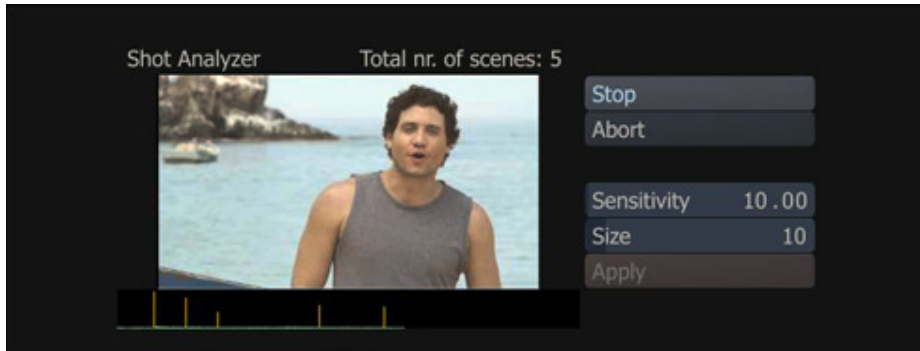 Shot Analyzer
Total nr. of scenes: 5
Stop
Abort
Sensitivity 10.00
Size 10
Apply